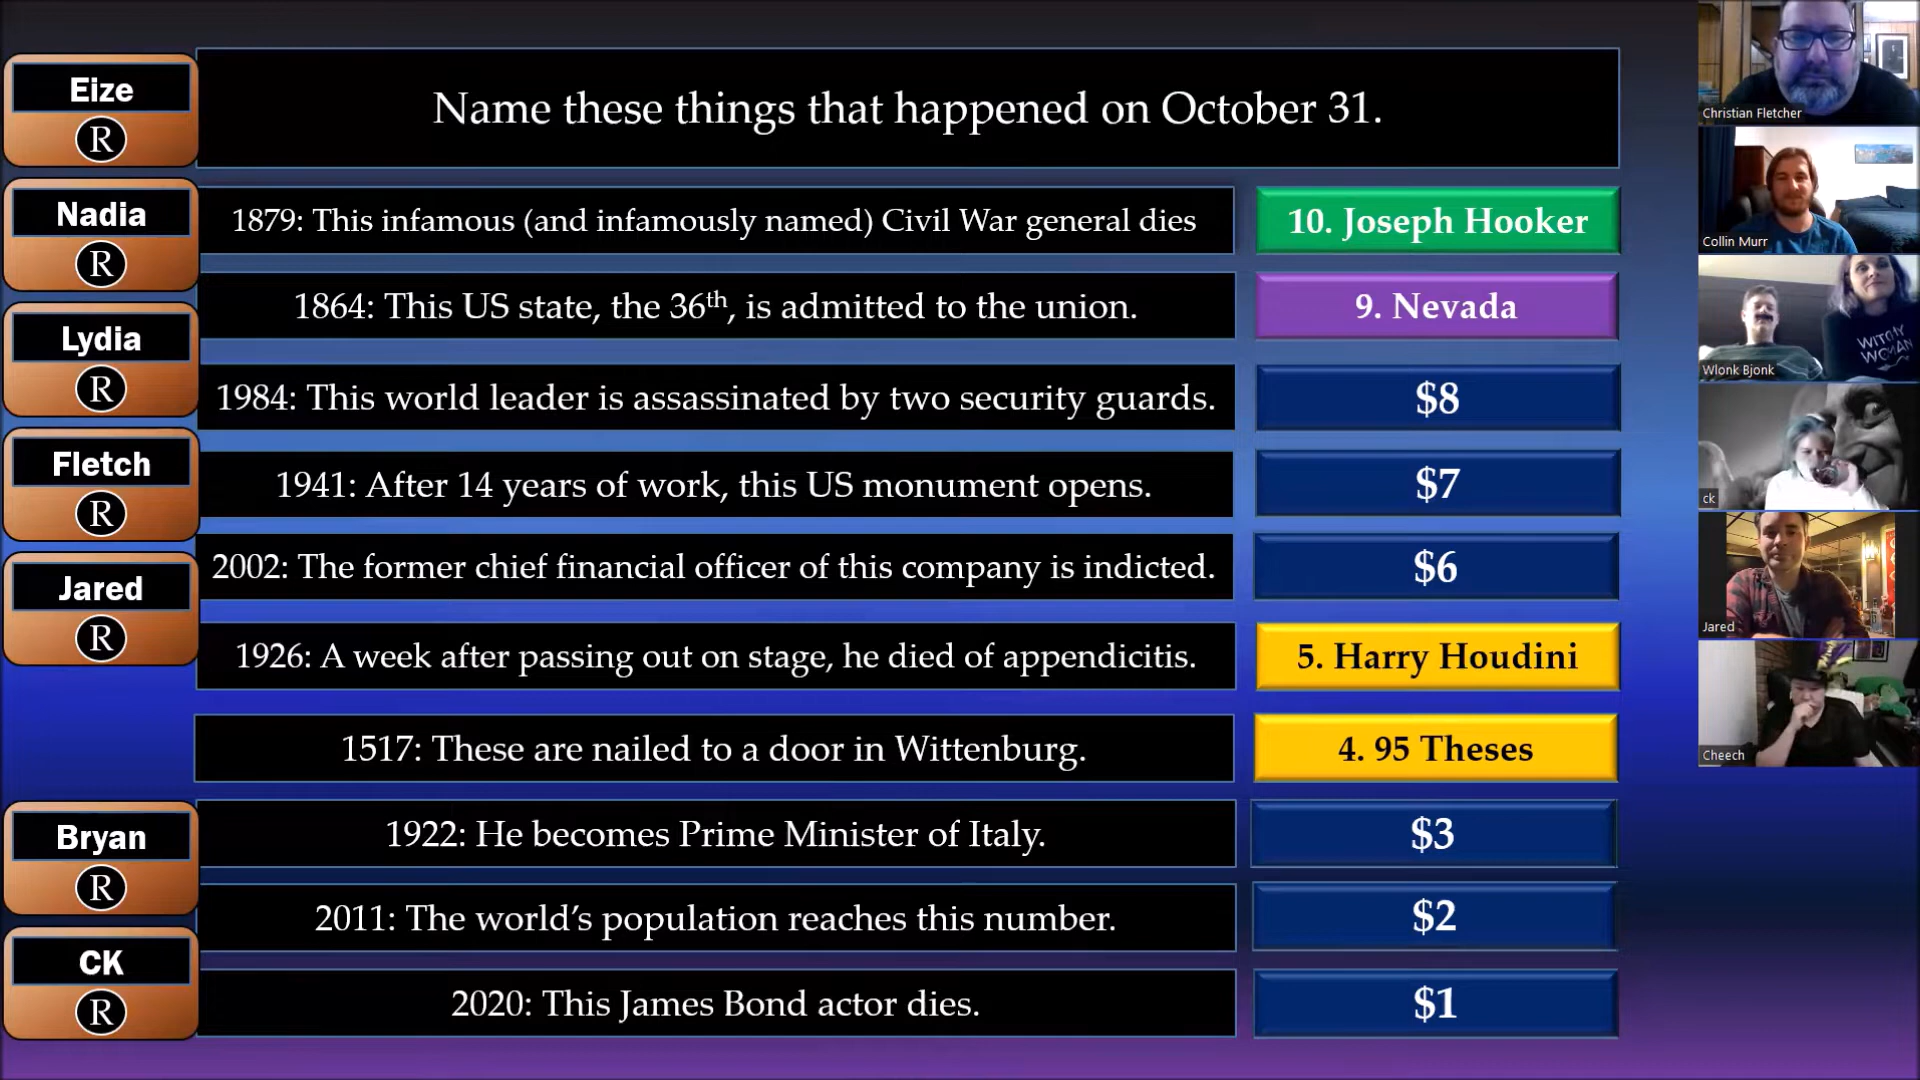 Name these things that happened on October 31.
Eize
R
Nadia
R
Lydia
R
Fletch
R
Jared
R
Bryan
R
CK
R
1879: This infamous (and infamously named) Civil War general dies
10. Joseph Hooker
1864: This US state, the 36th, is admitted to the union.
9. Nevada
1984: This world leader is assassinated by two security guards.
$8
1941: After 14 years of work, this US monument opens.
$7
2002: The former chief financial officer of this company is indicted.
$6
1926: A week after passing out on stage, he died of appendicitis.
5. Harry Houdini
1517: These are nailed to a door in Wittenburg.
4. 95 Theses
1922: He becomes Prime Minister of Italy.
$3
2011: The world's population reaches this number.
$2
2020: This James Bond actor dies.
$1
Christian Fletcher
Collin Murr
WITCHY
WOMAN
Wlonk Bjonk
ck
Jared
Cheech